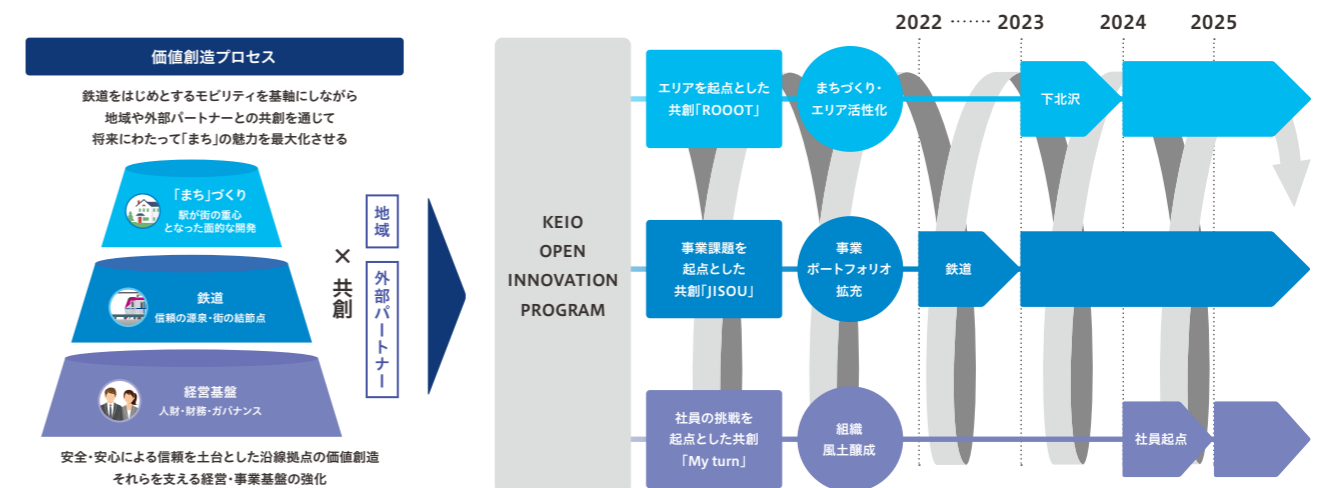 価値創造プロセス
鉄道をはじめとするモビリティを基軸にしながら
地域や外部パートナーとの共創を通じて
将来にわたって「まち」の魅力を最大化させる
「まち」づくり
駅が街の重心
となった面的な開発
鉄道
信頼の源泉・街の結節点
経営基盤
人財・財務・ガバナンス
安全・安心による信頼を土台とした沿線拠点の価値創造
それらを支える経営・事業基盤の強化
×共創
地域
外部パートナー
KEIO
OPEN
INNOVATION
PROGRAM
2022 ······· 2023
2024
2025
エリアを起点とした
共創「ROOOT」
まちづくり・
エリア活性化
下北沢
事業課題を
起点とした
共創「JISOU」
事業
ポートフォリオ
拡充
鉄道
社員の挑戦を
起点とした共創
「My turn」
組織
風土醸成
社員起点